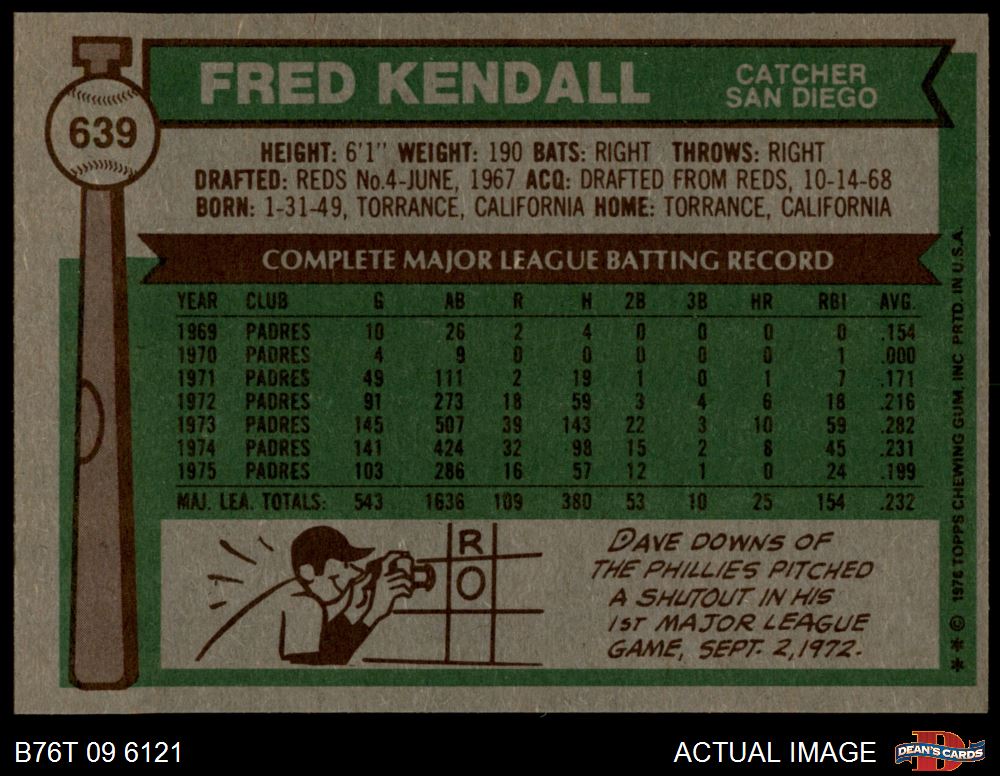 639
FRED KENDALL
CATCHER
SAN DIEGO
HEIGHT: 6'1" WEIGHT: 190 BATS: RIGHT THROWS: RIGHT
DRAFTED: REDS No.4-JUNE, 1967 ACQ: DRAFTED FROM REDS, 10-14-68
BORN: 1-31-49, TORRANCE, CALIFORNIA HOME: TORRANCE, CALIFORNIA
COMPLETE MAJOR LEAGUE BATTING RECORD
YEAR CLUB G AB R H 2B 3B HR RBI AVG.
1969 PADRES 10 26 2 4 0 0 0 0 .154
1970 PADRES 4 9 0 0 0 0 0 1 .000
1971 PADRES 49 111 2 19 1 0 1 7 .171
1972 PADRES 91 273 18 59 3 4 6 18 .216
1973 PADRES 145 507 39 143 22 3 10 59 .282
1974 PADRES 141 424 32 98 15 2 8 45 .231
1975 PADRES 103 286 16 57 12 1 0 24 .199
MAJ. LEA. TOTALS: 543 1636 109 380 53 10 25 154 .232
R
O
DAVE DOWNS OF
THE PHILLIES PITCHED
A SHUTOUT IN HIS
1ST MAJOR LEAGUE
GAME, SEPT. 2, 1972.
** © 1976 TOPPS CHEWING GUM, INC. PRTD. IN U.S.A.
B76T 09 6121
ACTUAL IMAGE
D
DEAN'S CARDS